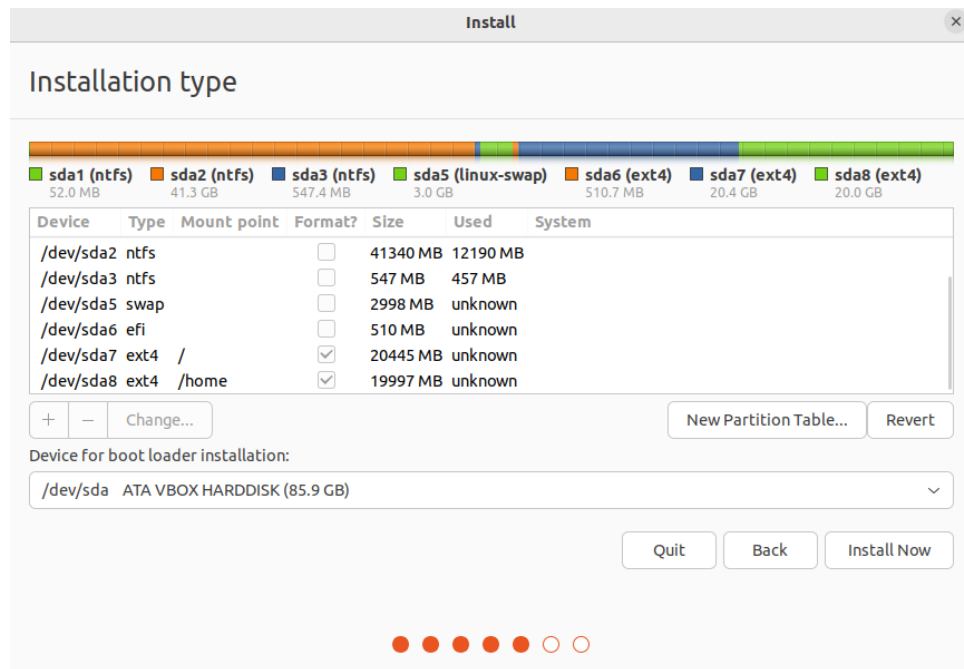 Install
Installation type
sda1 (ntfs) sda2 (ntfs) sda3 (ntfs) sda5 (linux-swap) sda6 (ext4) sda7 (ext4) sda8 (ext4)
52.0 MB 41.3 GB 547.4 MB 3.0 GB 510.7 MB 20.4 GB 20.0 GB
Device Type Mount point Format? Size Used System
/dev/sda2 ntfs 41340 MB 12190 MB
/dev/sda3 ntfs 547 MB 457 MB
/dev/sda5 swap 2998 MB unknown
/dev/sda6 efi 510 MB unknown
/dev/sda7 ext4 / 20445 MB unknown
/dev/sda8 ext4 /home 19997 MB unknown
+ − Change... New Partition Table... Revert
Device for boot loader installation:
/dev/sda ATA VBOX HARDDISK (85.9 GB)
Quit Back Install Now